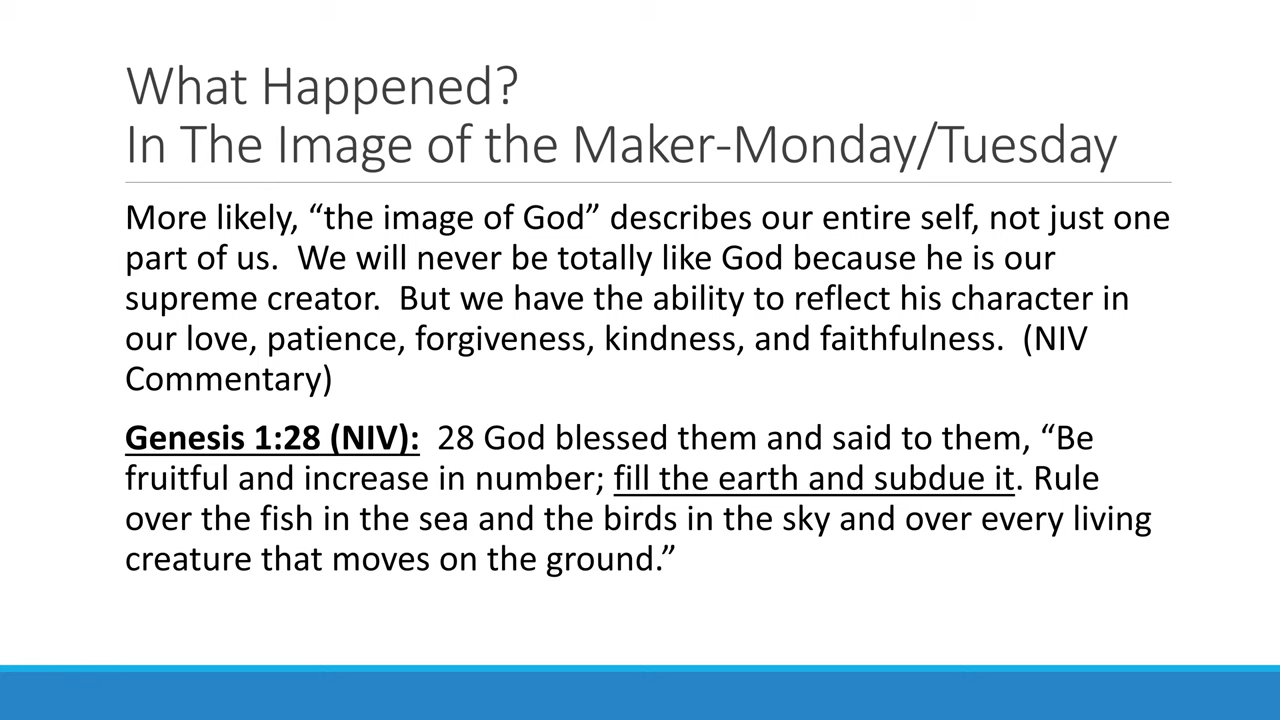 What Happened?
In The Image of the Maker-Monday/Tuesday
More likely, “the image of God” describes our entire self, not just one
part of us.  We will never be totally like God because he is our
supreme creator.  But we have the ability to reflect his character in
our love, patience, forgiveness, kindness, and faithfulness.  (NIV
Commentary)
Genesis 1:28 (NIV):  28 God blessed them and said to them, “Be
fruitful and increase in number; fill the earth and subdue it. Rule
over the fish in the sea and the birds in the sky and over every living
creature that moves on the ground.”